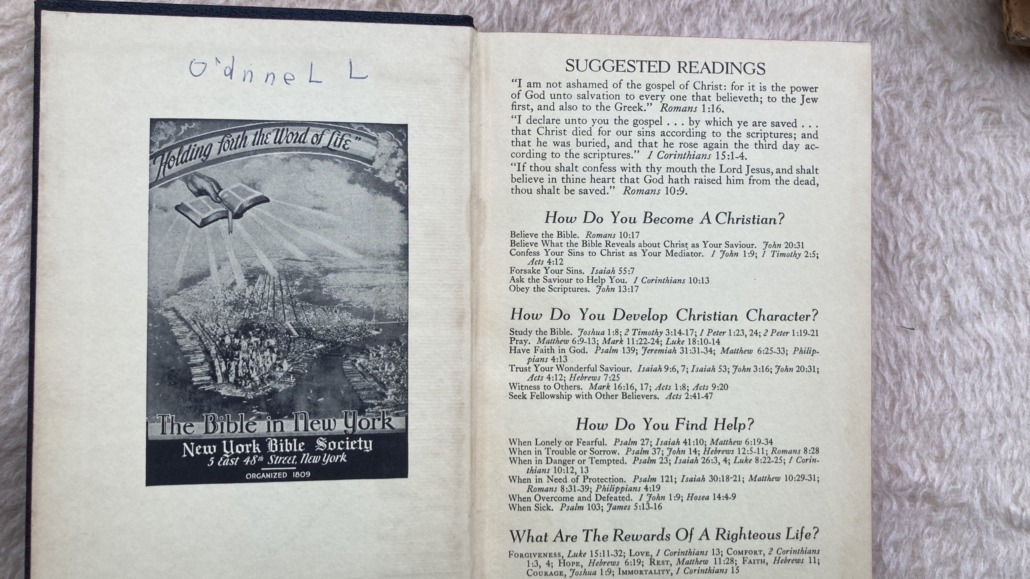 O'dnneL L
"Holding forth the Word of Life"
The Bible in New York
New York Bible Society
5 East 48th Street, New York
ORGANIZED 1809
SUGGESTED READINGS
"I am not ashamed of the gospel of Christ: for it is the power
of God unto salvation to every one that believeth; to the Jew
first, and also to the Greek." Romans 1:16.
"I declare unto you the gospel . . . by which ye are saved . . .
that Christ died for our sins according to the scriptures; and
that he was buried, and that he rose again the third day ac-
cording to the scriptures." 1 Corinthians 15:1-4.
"If thou shalt confess with thy mouth the Lord Jesus, and shalt
believe in thine heart that God hath raised him from the dead,
thou shalt be saved." Romans 10:9.
How Do You Become A Christian?
Believe the Bible. Romans 10:17
Believe What the Bible Reveals about Christ as Your Saviour. John 20:31
Confess Your Sins to Christ as Your Mediator. 1 John 1:9; 1 Timothy 2:5;
Acts 4:12
Forsake Your Sins. Isaiah 55:7
Ask the Saviour to Help You. 1 Corinthians 10:13
Obey the Scriptures. John 13:17
How Do You Develop Christian Character?
Study the Bible. Joshua 1:8; 2 Timothy 3:14-17; 1 Peter 1:23, 24; 2 Peter 1:19-21
Pray. Matthew 6:9-13; Mark 11:22-24; Luke 18:10-14
Have Faith in God. Psalm 139; Jeremiah 31:31-34; Matthew 6:25-33; Philip-
pians 4:13
Trust Your Wonderful Saviour. Isaiah 9:6, 7; Isaiah 53; John 3:16; John 20:31;
Acts 4:12; Hebrews 7:25
Witness to Others. Mark 16:16, 17; Acts 1:8; Acts 9:20
Seek Fellowship with Other Believers. Acts 2:41-47
How Do You Find Help?
When Lonely or Fearful. Psalm 27; Isaiah 41:10; Matthew 6:19-34
When in Trouble or Sorrow. Psalm 37; John 14; Hebrews 12:5-11; Romans 8:28
When in Danger or Tempted. Psalm 23; Isaiah 26:3, 4; Luke 8:22-25; 1 Corin-
thians 10:12, 13
When in Need of Protection. Psalm 121; Isaiah 30:18-21; Matthew 10:29-31;
Romans 8:31-39; Philippians 4:19
When Overcome and Defeated. 1 John 1:9; Hosea 14:4-9
When Sick. Psalm 103; James 5:13-16
What Are The Rewards Of A Righteous Life?
FORGIVENESS, Luke 15:11-32; LOVE, 1 Corinthians 13; COMFORT, 2 Corinthians
1:3, 4; HOPE, Hebrews 6:19; REST, Matthew 11:28; FAITH, Hebrews 11;
COURAGE, Joshua 1:9; IMMORTALITY, 1 Corinthians 15